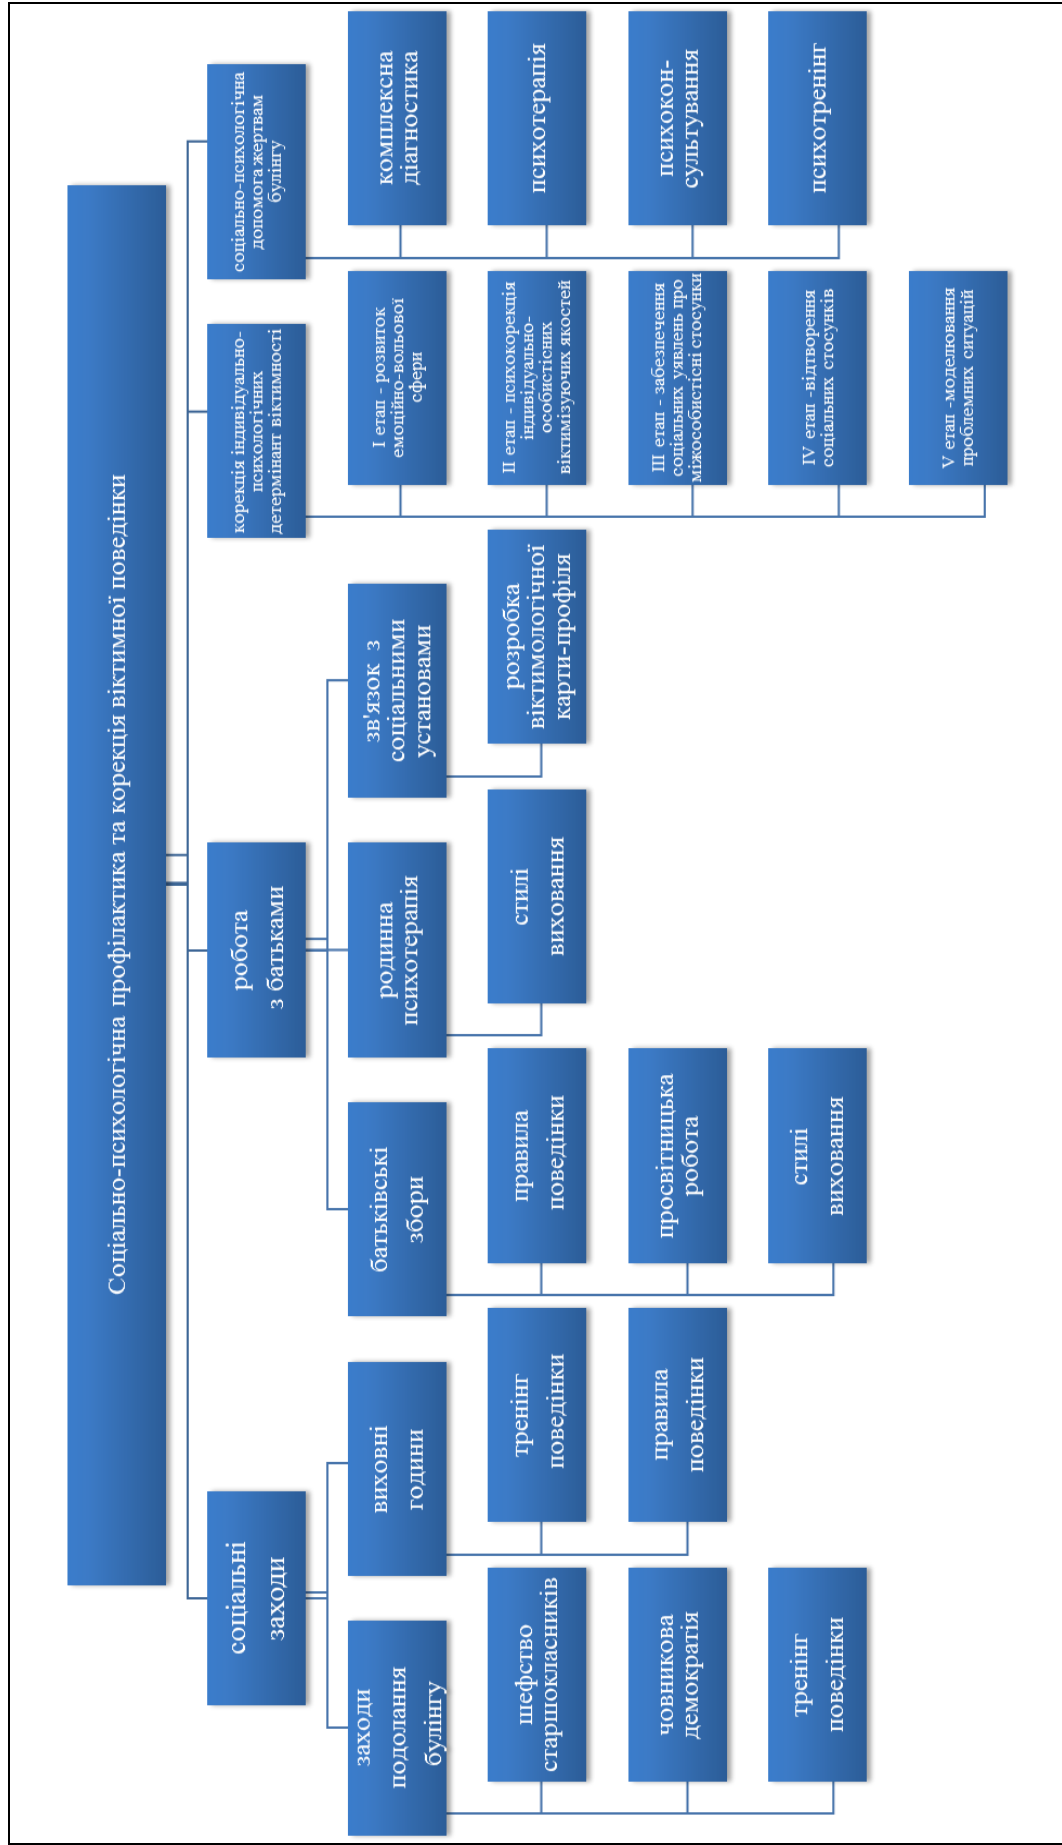 Соціально-психологічна профілактика та корекція віктимної поведінки
соціальні
заходи
заходи
подолання
булінгу
шефство
старшокласників
човникова
демократія
тренінг
поведінки
виховні
години
тренінг
поведінки
правила
поведінки
робота
з батьками
батьківські
збори
правила
поведінки
просвітницька
робота
стилі
виховання
родинна
психотерапія
стилі
виховання
зв'язок з
соціальними
установами
розробка
віктимологічної
карти-профіля
корекція індивідуально-
психологічних
детермінант віктимності
I етап - розвиток
емоційно-вольової
сфери
II етап - психокорекція
індивідуально-
особистісних
віктимізуючих якостей
III етап - забезпечення
соціальних уявлень про
міжособистісні стосунки
IV етап -відтворення
соціальних стосунків
V етап -моделювання
проблемних ситуацій
соціально-психологічна
допомога жертвам
булінгу
комплексна
діагностика
психотерапія
психокон-
сультування
психотренінг